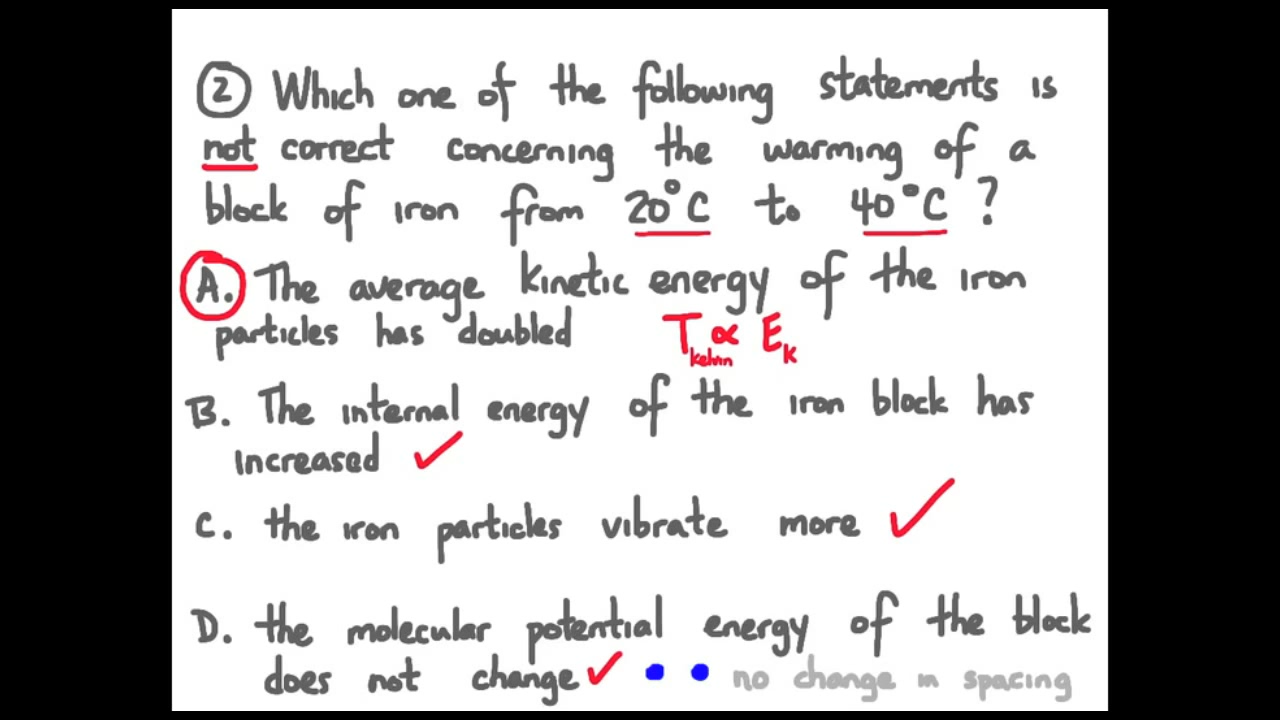 ② Which one of the following statements is
not correct concerning the warming of a
block of iron from 20°C to 40°C ?
A. The average kinetic energy of the iron
particles has doubled T kelvin ∝ E K
B. The internal energy of the iron block has
increased ✓
C. the iron particles vibrate more ✓
D. the molecular potential energy of the block
does not change ✓ no change in spacing